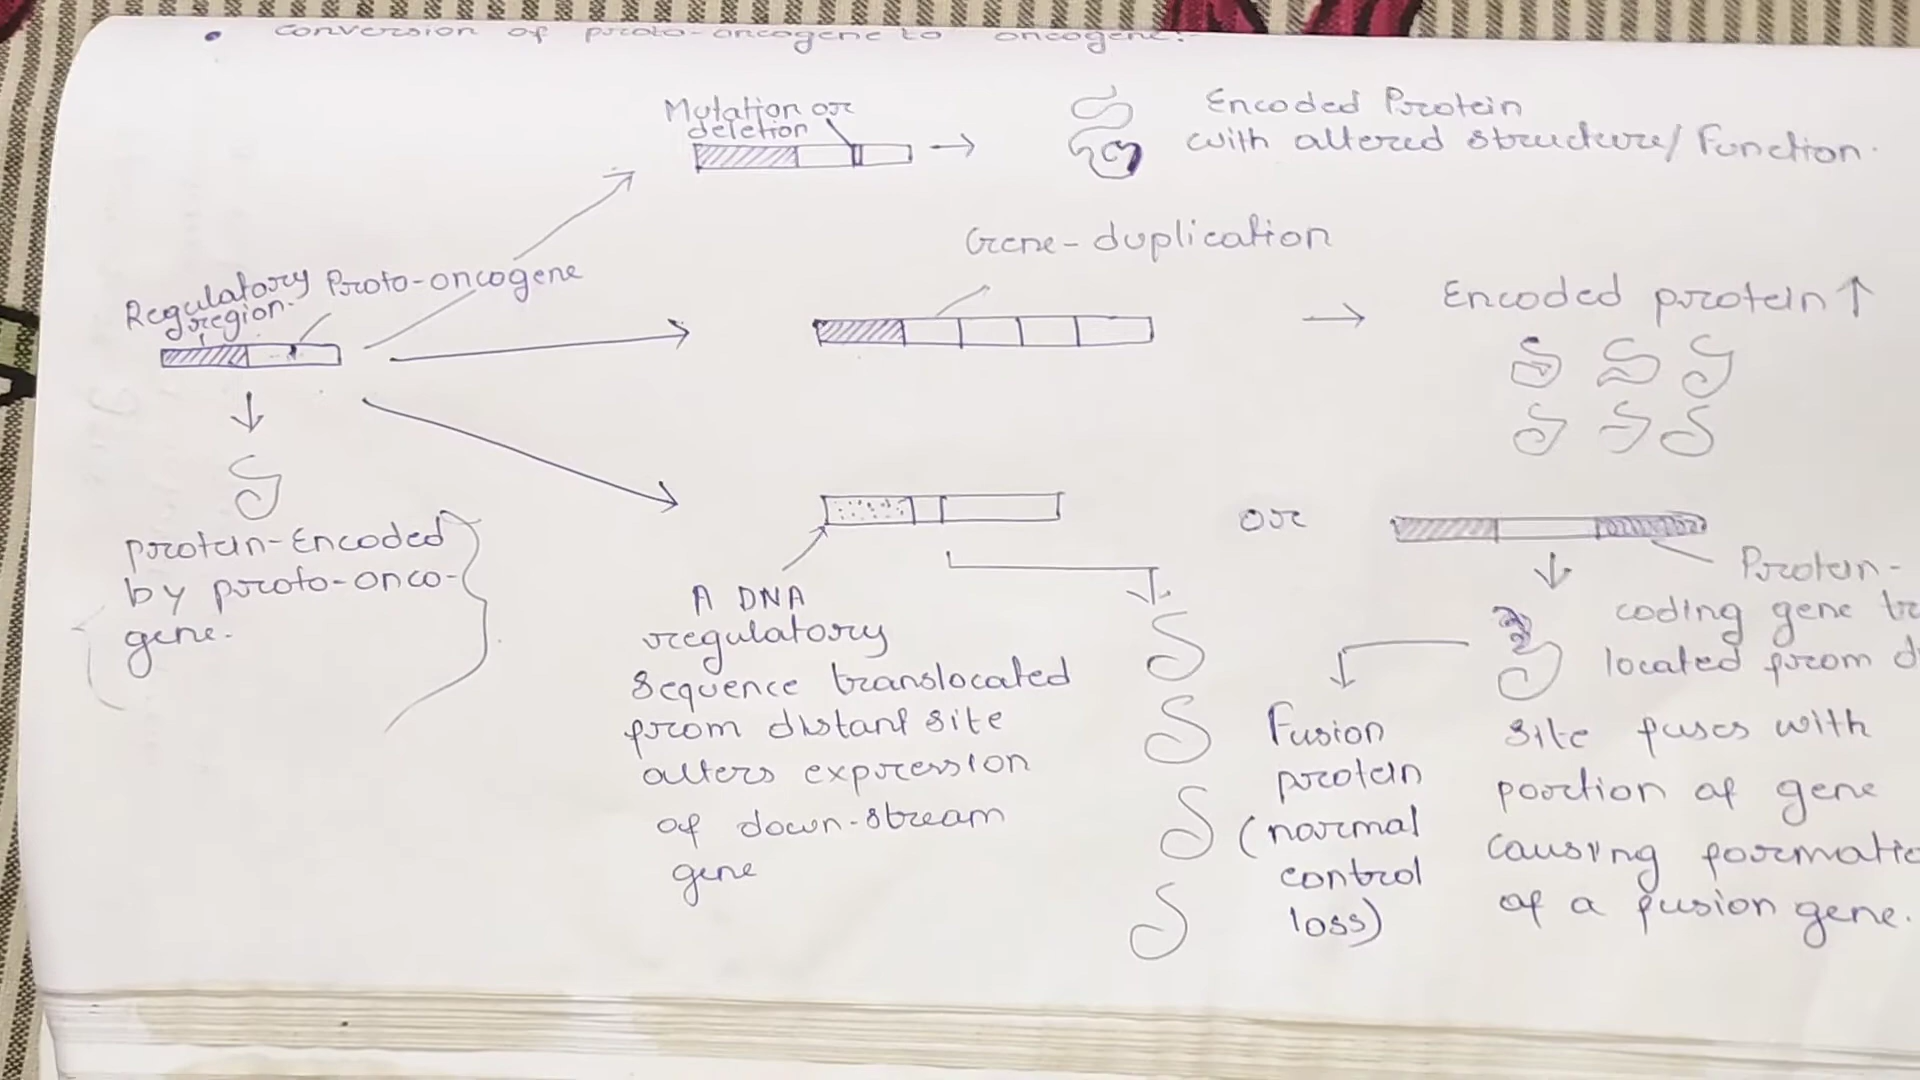 • Conversion of proto-oncogene to oncogene:-
Mutation or
deletion
Encoded Protein
with altered structure/Function.
Gene-duplication
Regulatory
region.
Proto-oncogene
Encoded protein↑
protein-Encoded
by proto-onco-
gene.
or
A DNA
regulatory
sequence translocated
from distant site
alters expression
of down-stream
gene
Fusion
protein
(normal
control
loss)
Protein-
coding gene
located from
site fuses with
portion of gene
causing
of a fusion gene.